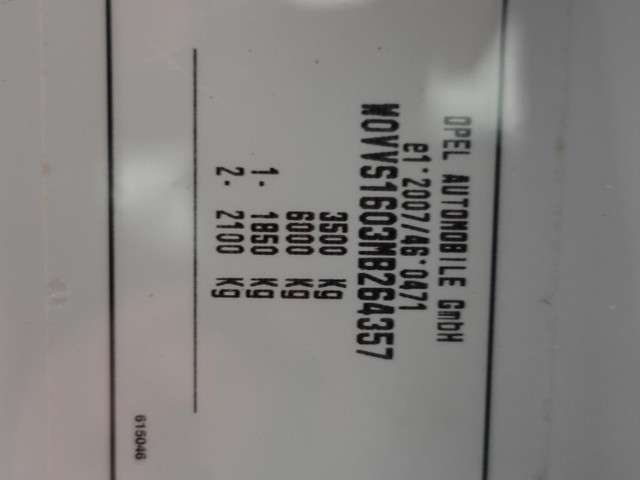 OPEL AUTOMOBILE GmbH
e1*2007/46*0471
W0VVS1603MB264357
3500 Kg
6000 Kg
1- 1850 Kg
2- 2100 Kg
615046